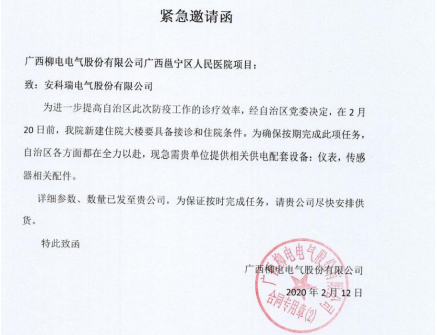 紧急邀请函
广西柳电电气股份有限公司广西邕宁区人民医院项目：
致：安科瑞电气股份有限公司
为进一步提高自治区此次防疫工作的诊疗效率，经自治区党委决定，在 2 月
20 日前，我院新建住院大楼要具备接诊和住院条件。为确保按期完成此项任务，
自治区各方面都在全力以赴，现急需贵单位提供相关供电配套设备：仪表，传感
器相关配件。
详细参数、数量已发至贵公司，为保证按时完成任务，请贵公司尽快安排供
货。
特此致函
广西柳电电气股份有限公司
2020 年 2 月 12 日
广西柳电电气股份有限公司
合同专用章(2)